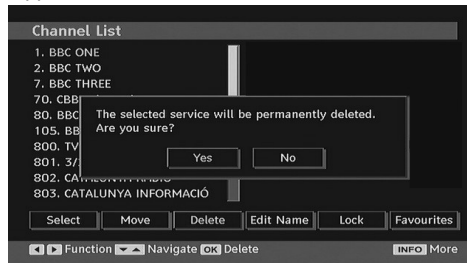 Channel List
1. BBC ONE
2. BBC TWO
7. BBC THREE
70. CBB
80. BBC
105. BB
800. TV
801. 3/
802. CATALUNYA RÀDIO
803. CATALUNYA INFORMACIÓ
The selected service will be permanently deleted.
Are you sure?
Yes No
Select Move Delete Edit Name Lock Favourites
Function Navigate OK Delete INFO More